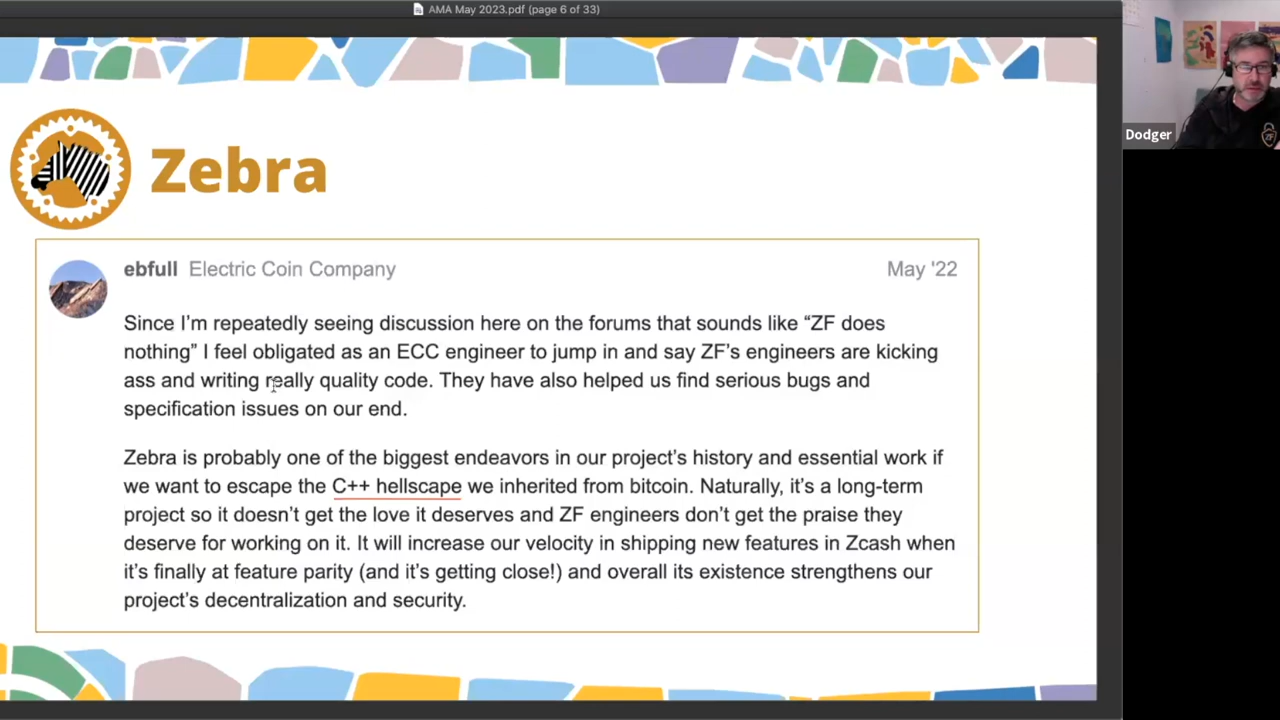 AMA May 2023.pdf (page 6 of 33)
Dodger
Zebra
ebfull Electric Coin Company May '22
Since I’m repeatedly seeing discussion here on the forums that sounds like “ZF does
nothing” I feel obligated as an ECC engineer to jump in and say ZF’s engineers are kicking
ass and writing really quality code. They have also helped us find serious bugs and
specification issues on our end.
Zebra is probably one of the biggest endeavors in our project’s history and essential work if
we want to escape the C++ hellscape we inherited from bitcoin. Naturally, it’s a long-term
project so it doesn’t get the love it deserves and ZF engineers don’t get the praise they
deserve for working on it. It will increase our velocity in shipping new features in Zcash when
it’s finally at feature parity (and it’s getting close!) and overall its existence strengthens our
project’s decentralization and security.